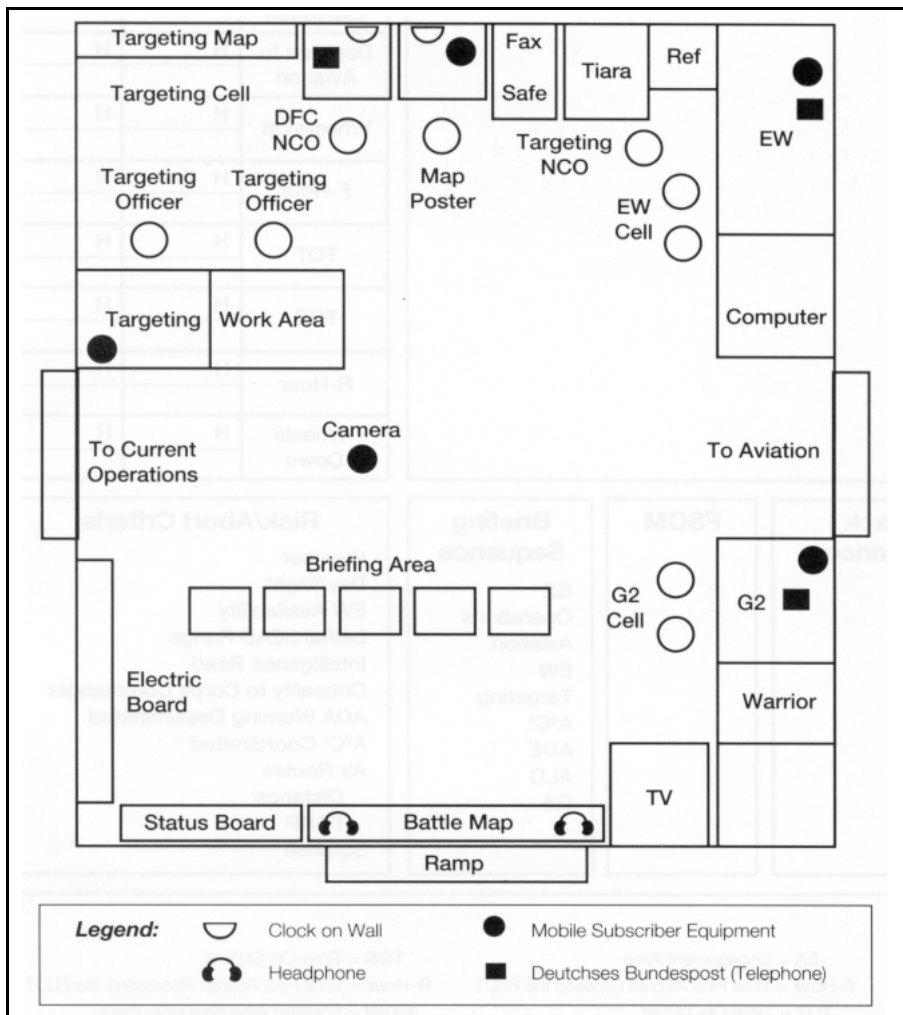 Targeting Map
Fax
Safe
Tiara
Ref
Targeting Cell
DFC
NCO
Map
Poster
Targeting
NCO
EW
EW
Cell
Targeting
Officer
Targeting
Officer
Targeting
Work Area
Computer
Camera
To Current
Operations
To Aviation
Briefing Area
G2
Cell
G2
Electric
Board
Warrior
TV
Status Board
Battle Map
Ramp
Legend:
Clock on Wall
Mobile Subscriber Equipment
Headphone
Deutchses Bundespost (Telephone)